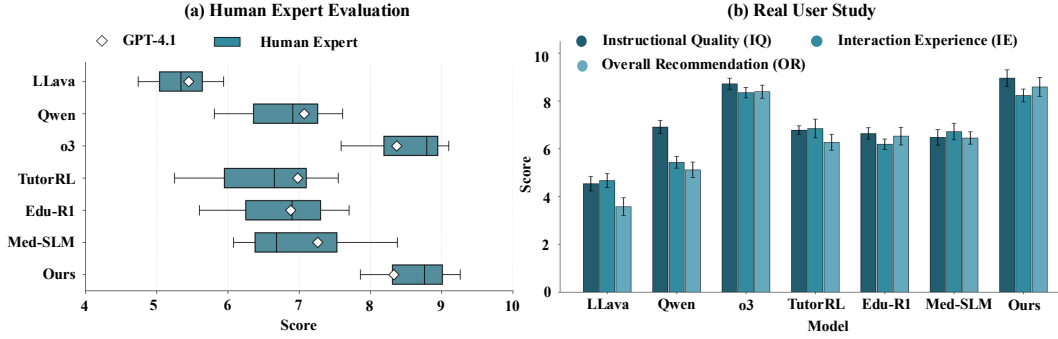 (a) Human Expert Evaluation
GPT-4.1
Human Expert
LLava
Qwen
o3
TutorRL
Edu-R1
Med-SLM
Ours
4 5 6 7 8 9 10
Score
(b) Real User Study
Instructional Quality (IQ)
Interaction Experience (IE)
Overall Recommendation (OR)
10
8
6
4
2
0
Score
LLava Qwen o3 TutorRL Edu-R1 Med-SLM Ours
Model